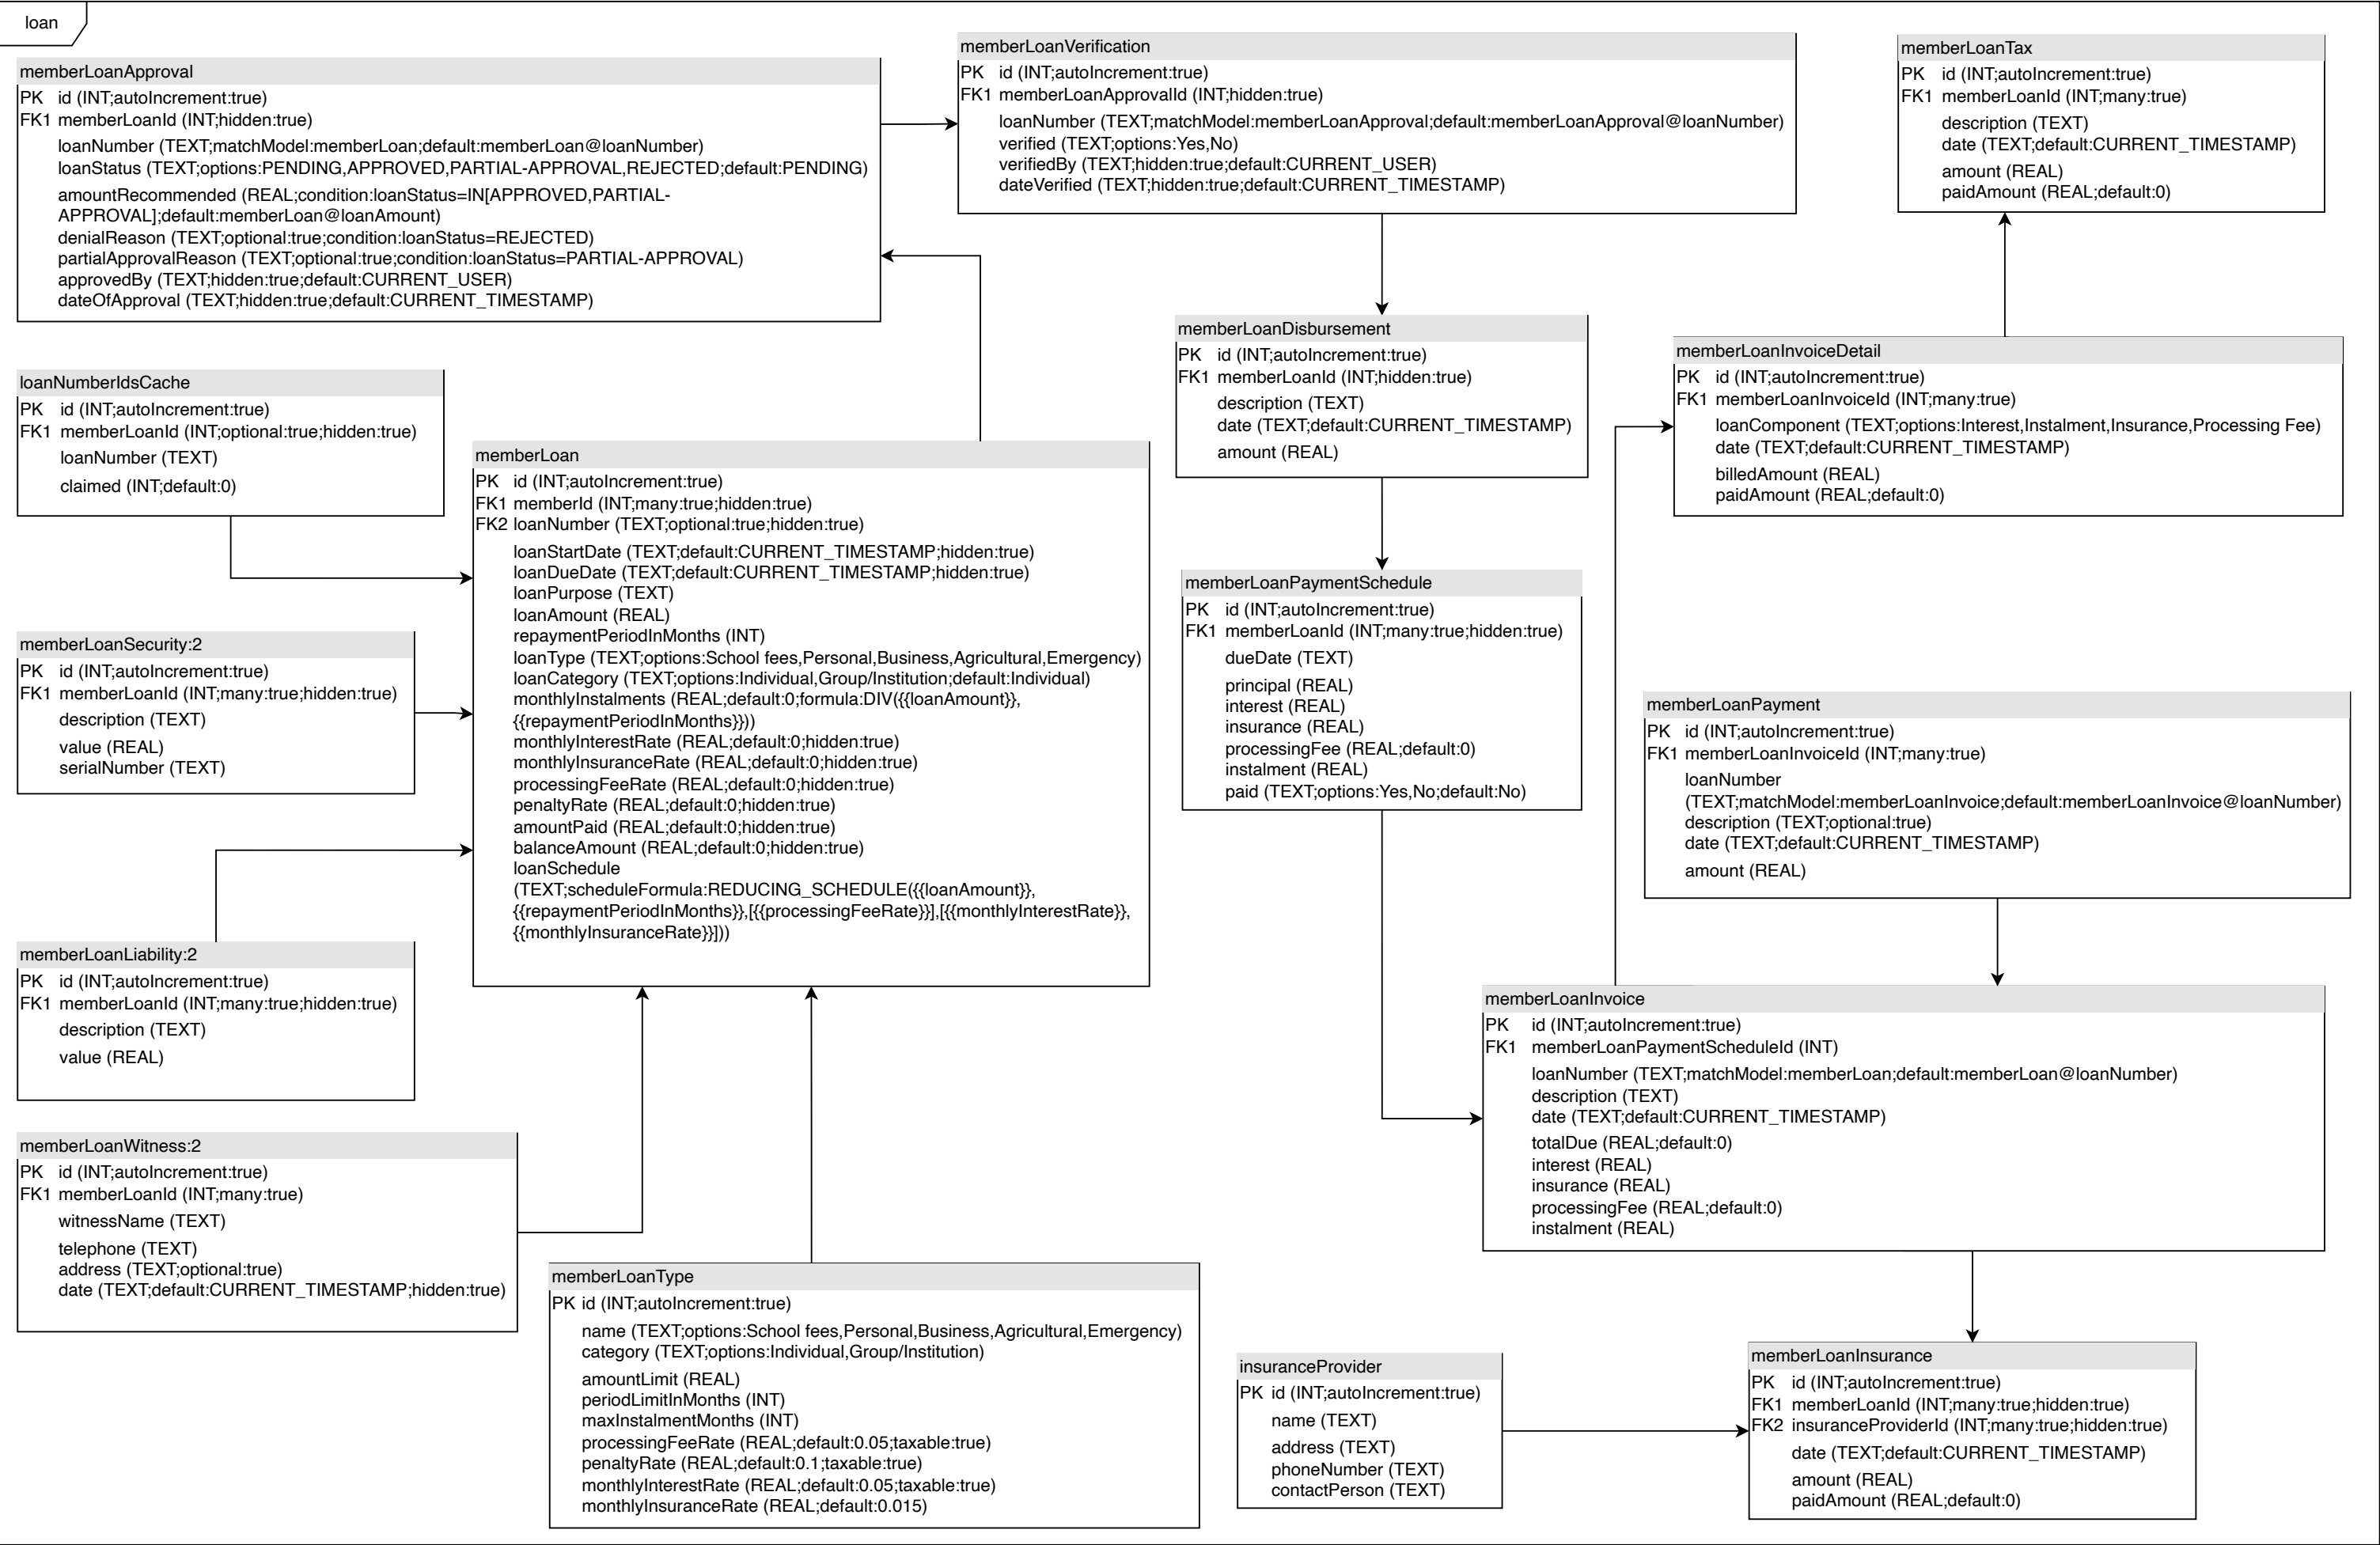 loan
memberLoanApproval
PK id (INT;autoIncrement:true)
FK1 memberLoanId (INT;hidden:true)
loanNumber (TEXT;matchModel:memberLoan;default:memberLoan@loanNumber)
loanStatus (TEXT;options:PENDING,APPROVED,PARTIAL-APPROVAL,REJECTED;default:PENDING)
amountRecommended (REAL;condition:loanStatus=IN[APPROVED,PARTIAL-
APPROVAL];default:memberLoan@loanAmount)
denialReason (TEXT;optional:true;condition:loanStatus=REJECTED)
partialApprovalReason (TEXT;optional:true;condition:loanStatus=PARTIAL-APPROVAL)
approvedBy (TEXT;hidden:true;default:CURRENT_USER)
dateOfApproval (TEXT;hidden:true;default:CURRENT_TIMESTAMP)
memberLoanVerification
PK id (INT;autoIncrement:true)
FK1 memberLoanApprovalId (INT;hidden:true)
loanNumber (TEXT;matchModel:memberLoanApproval;default:memberLoanApproval@loanNumber)
verified (TEXT;options:Yes,No)
verifiedBy (TEXT;hidden:true;default:CURRENT_USER)
dateVerified (TEXT;hidden:true;default:CURRENT_TIMESTAMP)
memberLoanTax
PK id (INT;autoIncrement:true)
FK1 memberLoanId (INT;many:true)
description (TEXT)
date (TEXT;default:CURRENT_TIMESTAMP)
amount (REAL)
paidAmount (REAL;default:0)
memberLoanDisbursement
PK id (INT;autoIncrement:true)
FK1 memberLoanId (INT;hidden:true)
description (TEXT)
date (TEXT;default:CURRENT_TIMESTAMP)
amount (REAL)
memberLoanInvoiceDetail
PK id (INT;autoIncrement:true)
FK1 memberLoanInvoiceId (INT;many:true)
loanComponent (TEXT;options:Interest,Instalment,Insurance,Processing Fee)
date (TEXT;default:CURRENT_TIMESTAMP)
billedAmount (REAL)
paidAmount (REAL;default:0)
loanNumberIdsCache
PK id (INT;autoIncrement:true)
FK1 memberLoanId (INT;optional:true;hidden:true)
loanNumber (TEXT)
claimed (INT;default:0)
memberLoan
PK id (INT;autoIncrement:true)
FK1 memberId (INT;many:true;hidden:true)
FK2 loanNumber (TEXT;optional:true;hidden:true)
loanStartDate (TEXT;default:CURRENT_TIMESTAMP;hidden:true)
loanDueDate (TEXT;default:CURRENT_TIMESTAMP;hidden:true)
loanPurpose (TEXT)
loanAmount (REAL)
repaymentPeriodInMonths (INT)
loanType (TEXT;options:School fees,Personal,Business,Agricultural,Emergency)
loanCategory (TEXT;options:Individual,Group/Institution;default:Individual)
monthlyInstalments (REAL;default:0;formula:DIV({{loanAmount}},
{{repaymentPeriodInMonths}}))
monthlyInterestRate (REAL;default:0;hidden:true)
monthlyInsuranceRate (REAL;default:0;hidden:true)
processingFeeRate (REAL;default:0;hidden:true)
penaltyRate (REAL;default:0;hidden:true)
amountPaid (REAL;default:0;hidden:true)
balanceAmount (REAL;default:0;hidden:true)
loanSchedule
(TEXT;scheduleFormula:REDUCING_SCHEDULE({{loanAmount}},
{{repaymentPeriodInMonths}},[{{processingFeeRate}}],[{{monthlyInterestRate}},
{{monthlyInsuranceRate}}]))
memberLoanPaymentSchedule
PK id (INT;autoIncrement:true)
FK1 memberLoanId (INT;many:true;hidden:true)
dueDate (TEXT)
principal (REAL)
interest (REAL)
insurance (REAL)
processingFee (REAL;default:0)
instalment (REAL)
paid (TEXT;options:Yes,No;default:No)
memberLoanSecurity:2
PK id (INT;autoIncrement:true)
FK1 memberLoanId (INT;many:true;hidden:true)
description (TEXT)
value (REAL)
serialNumber (TEXT)
memberLoanPayment
PK id (INT;autoIncrement:true)
FK1 memberLoanInvoiceId (INT;many:true)
loanNumber
(TEXT;matchModel:memberLoanInvoice;default:memberLoanInvoice@loanNumber)
description (TEXT;optional:true)
date (TEXT;default:CURRENT_TIMESTAMP)
amount (REAL)
memberLoanLiability:2
PK id (INT;autoIncrement:true)
FK1 memberLoanId (INT;many:true;hidden:true)
description (TEXT)
value (REAL)
memberLoanInvoice
PK id (INT;autoIncrement:true)
FK1 memberLoanPaymentScheduleId (INT)
loanNumber (TEXT;matchModel:memberLoan;default:memberLoan@loanNumber)
description (TEXT)
date (TEXT;default:CURRENT_TIMESTAMP)
totalDue (REAL;default:0)
interest (REAL)
insurance (REAL)
processingFee (REAL;default:0)
instalment (REAL)
memberLoanWitness:2
PK id (INT;autoIncrement:true)
FK1 memberLoanId (INT;many:true)
witnessName (TEXT)
telephone (TEXT)
address (TEXT;optional:true)
date (TEXT;default:CURRENT_TIMESTAMP;hidden:true)
memberLoanType
PK id (INT;autoIncrement:true)
name (TEXT;options:School fees,Personal,Business,Agricultural,Emergency)
category (TEXT;options:Individual,Group/Institution)
amountLimit (REAL)
periodLimitInMonths (INT)
maxInstalmentMonths (INT)
processingFeeRate (REAL;default:0.05;taxable:true)
penaltyRate (REAL;default:0.1;taxable:true)
monthlyInterestRate (REAL;default:0.05;taxable:true)
monthlyInsuranceRate (REAL;default:0.015)
insuranceProvider
PK id (INT;autoIncrement:true)
name (TEXT)
address (TEXT)
phoneNumber (TEXT)
contactPerson (TEXT)
memberLoanInsurance
PK id (INT;autoIncrement:true)
FK1 memberLoanId (INT;many:true;hidden:true)
FK2 insuranceProviderId (INT;many:true;hidden:true)
date (TEXT;default:CURRENT_TIMESTAMP)
amount (REAL)
paidAmount (REAL;default:0)